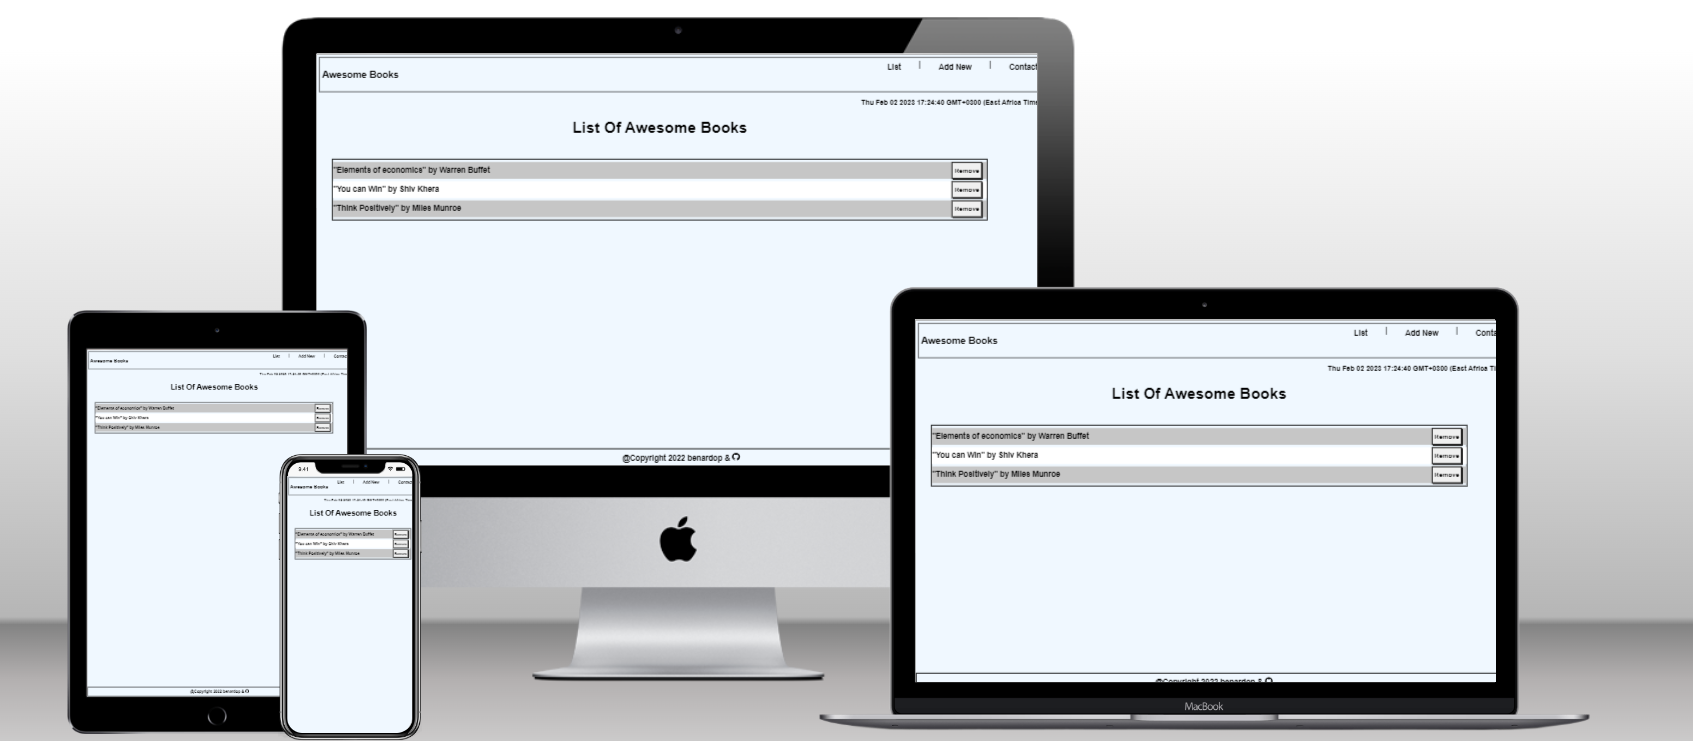 Awesome Books
List | Add New | Contact
Thu Feb 02 2023 17:24:40 GMT+0300 (East Africa Time
List Of Awesome Books
"Elements of economics" by Warren Buffet Remove
"You can Win" by Shiv Khera Remove
"Think Positively" by Miles Munroe Remove
@Copyright 2022 benardop &
Awesome Books
List | Add New | Conta
Thu Feb 02 2023 17:24:40 GMT+0300 (East Africa Ti
List Of Awesome Books
"Elements of economics" by Warren Buffet Remove
"You can Win" by Shiv Khera Remove
"Think Positively" by Miles Munroe Remove
@Copyright 2022 benardop &
MacBook
Awesome Books
List | Add New | Contac
List Of Awesome Books
"Elements of economics" by Warren Buffet Remove
"You can Win" by Shiv Khera Remove
"Think Positively" by Miles Munroe Remove
@Copyright 2022 benardop &
9:41
Awesome Books
List | Add New | Contac
List Of Awesome Books
"Elements of economics" by Warren Buffet Remove
"You can Win" by Shiv Khera Remove
"Think Positively" by Miles Munroe Remove